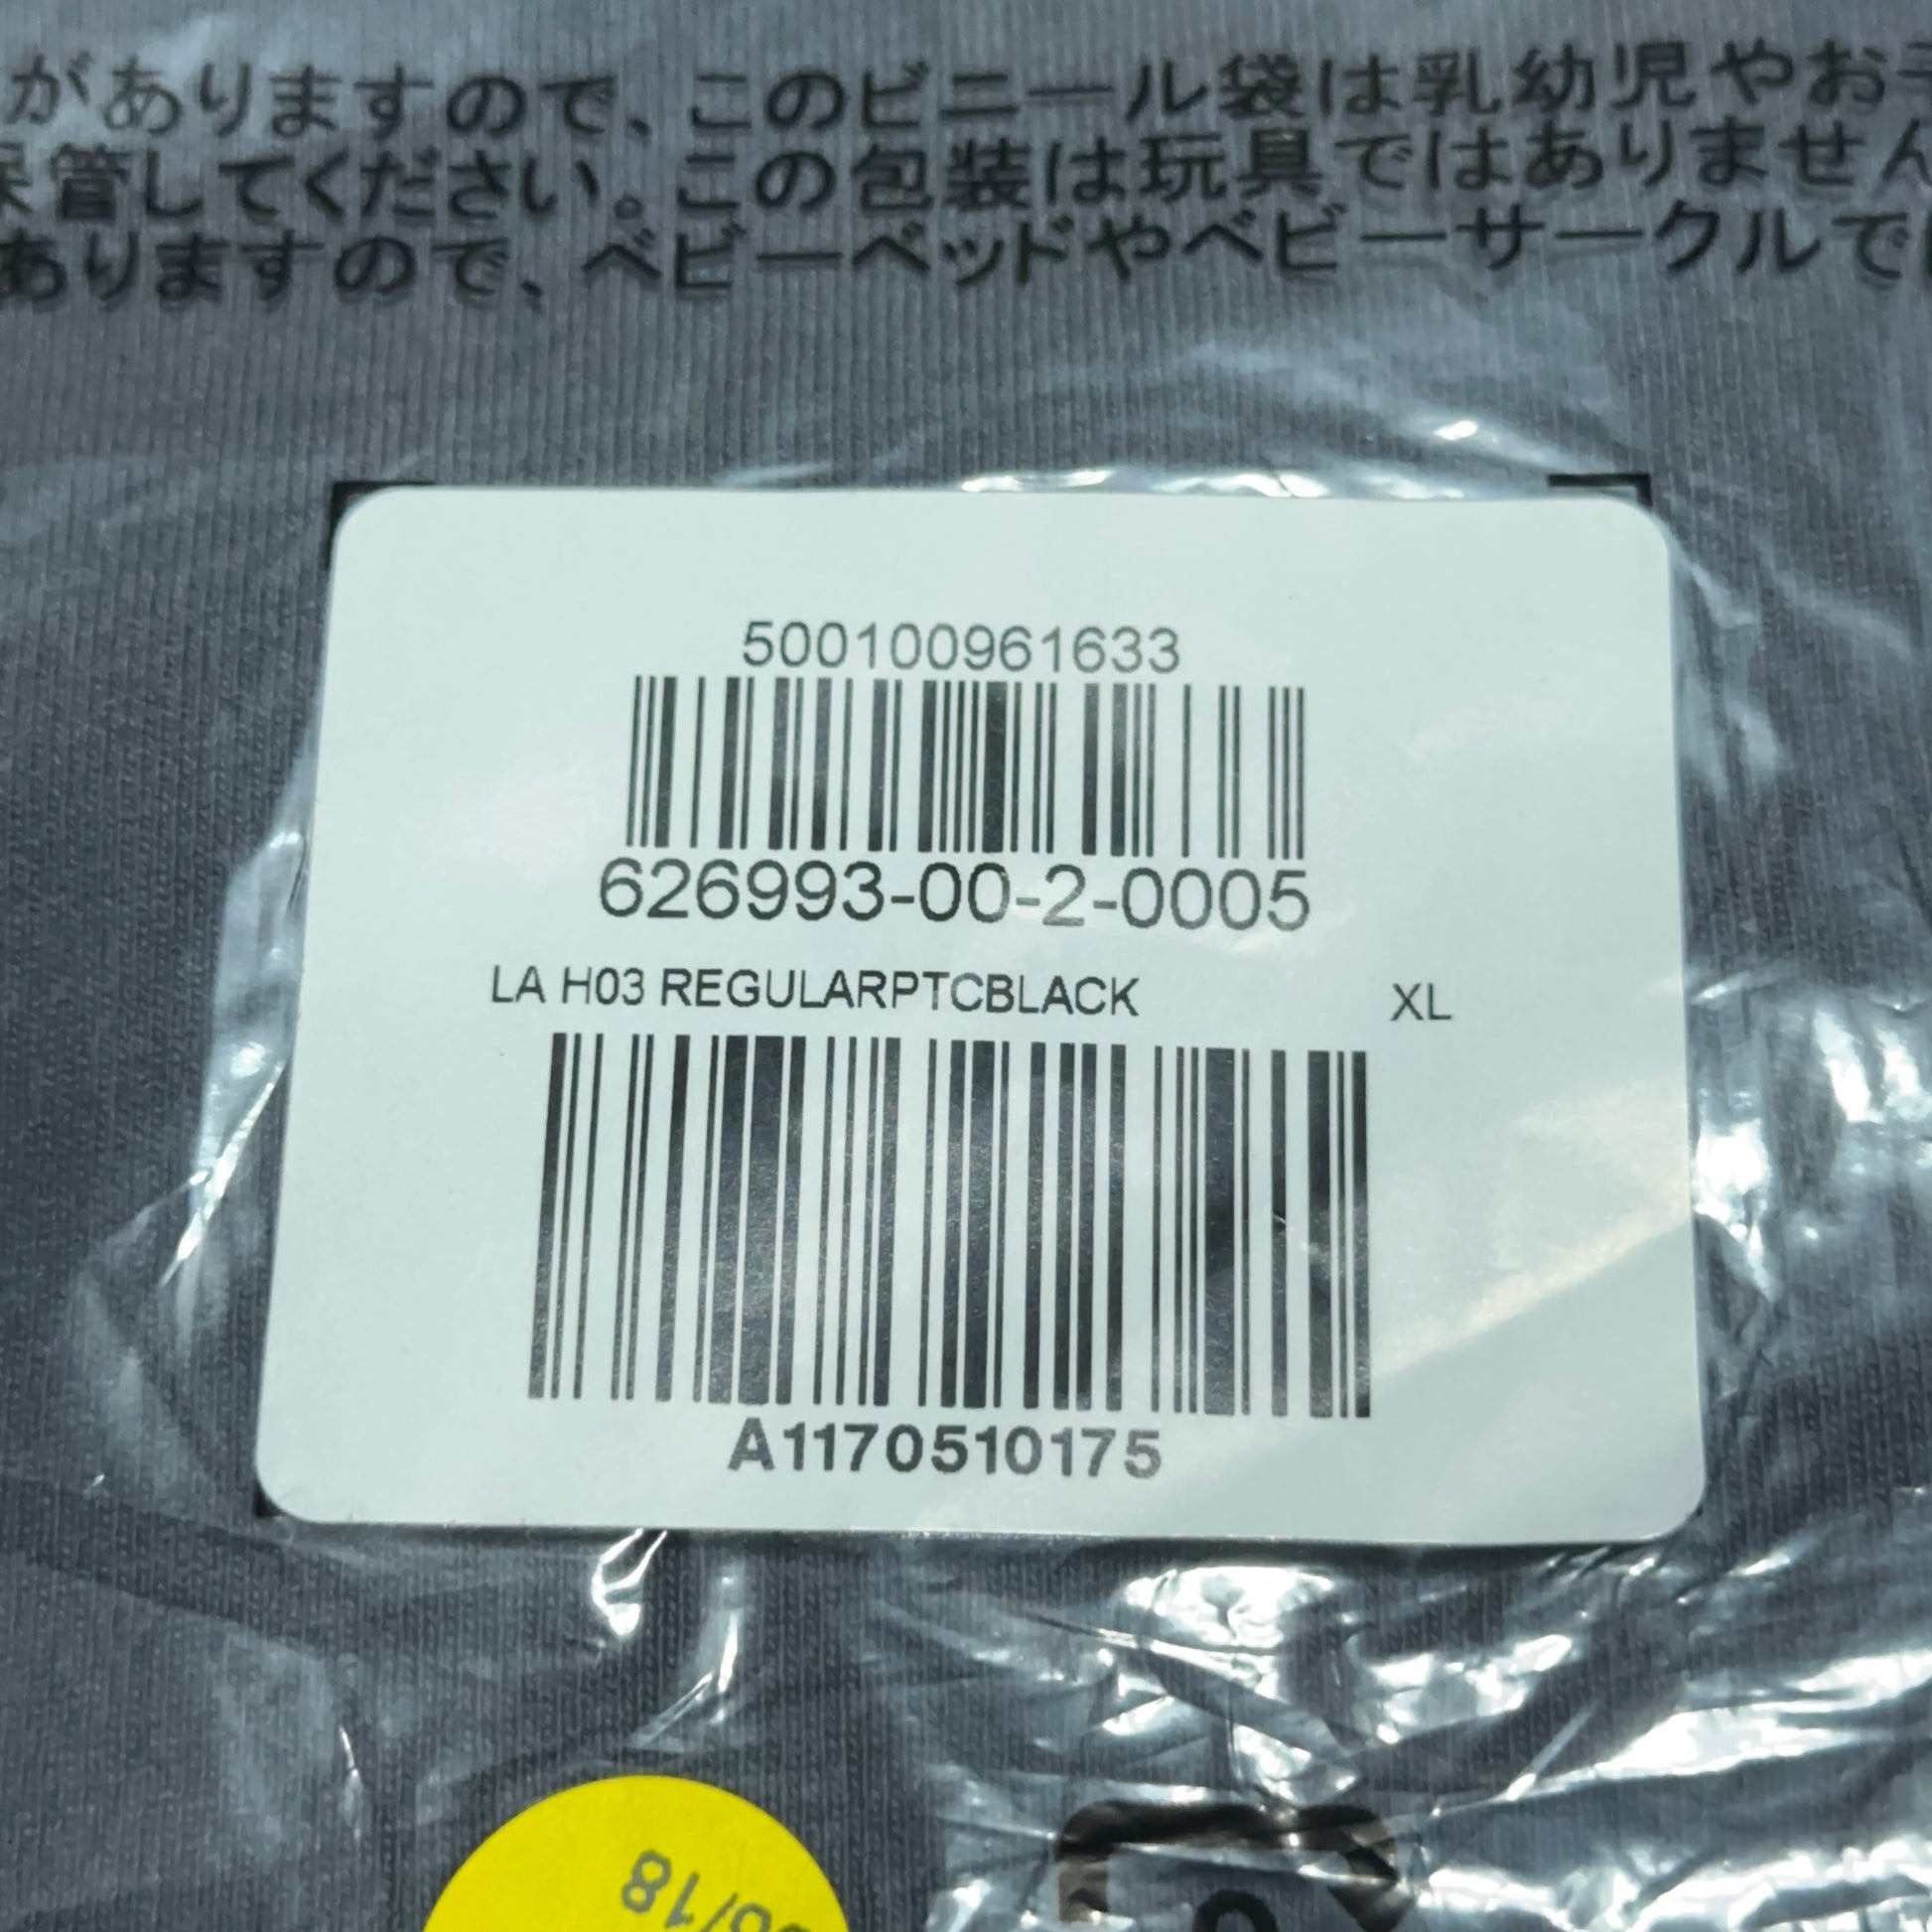 がありますので、このビニール袋は乳幼児やお子
保管してください。この包装は玩具ではありません
ありますので、ベビーベッドやベビーサークルで
500100961633
626993-00-2-0005
LA H03 REGULARPTCBLACK XL
A1170510175
/18